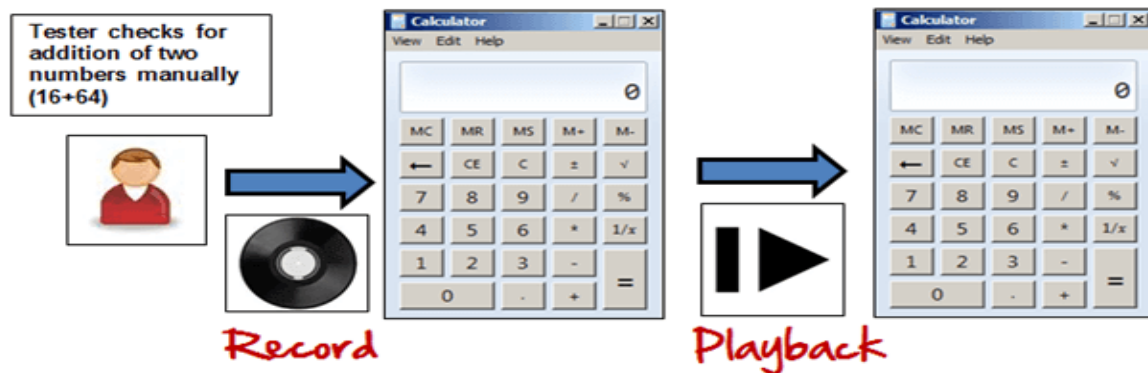 Tester checks for
addition of two
numbers manually
(16+64)
Calculator
View Edit Help
0
MC MR MS M+ M-
← CE C ± √
7 8 9 / %
4 5 6 * 1/x
1 2 3 - =
0 . +
Record
Calculator
View Edit Help
0
MC MR MS M+ M-
← CE C ± √
7 8 9 / %
4 5 6 * 1/x
1 2 3 - =
0 . +
Playback